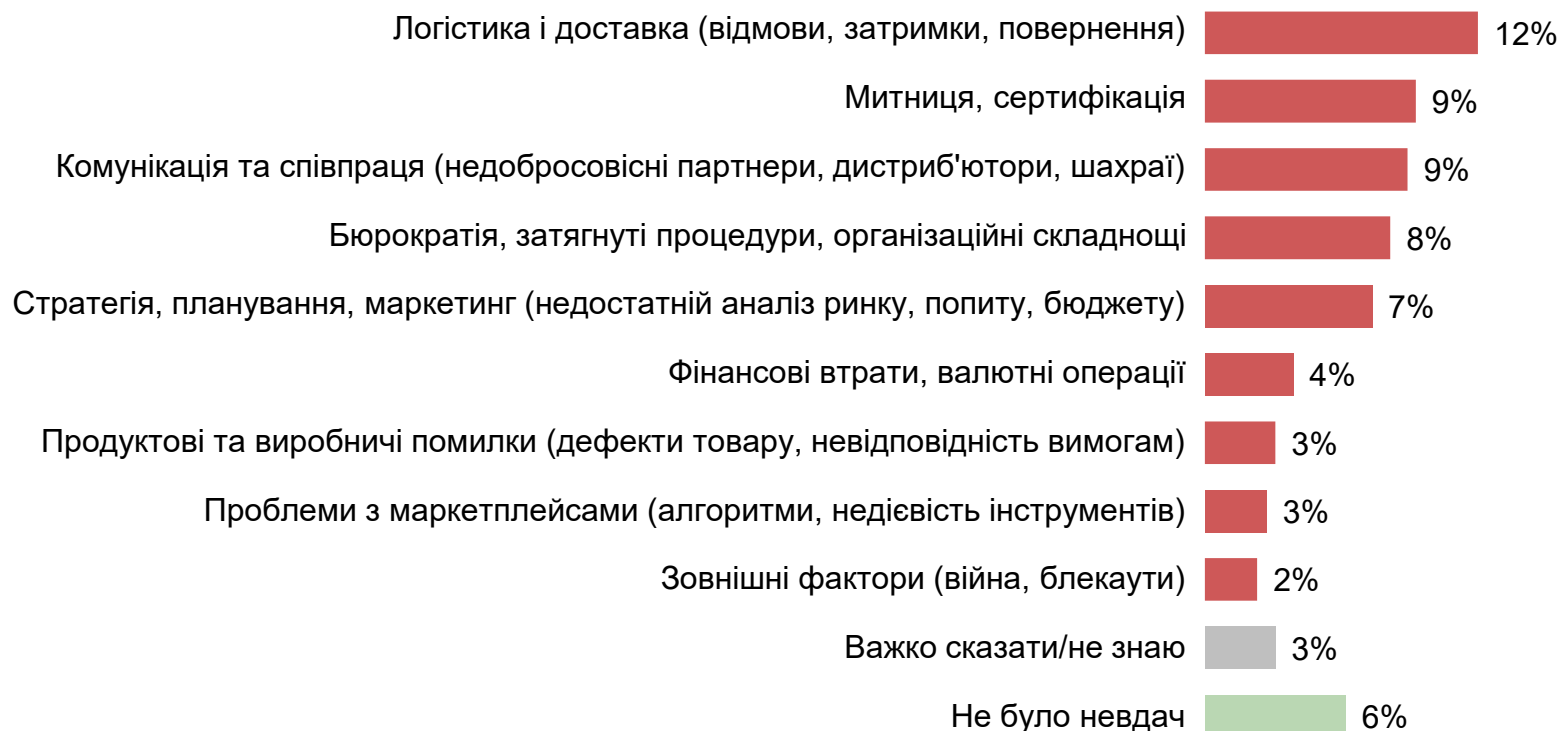 Логістика і доставка (відмови, затримки, повернення) 12%
Митниця, сертифікація 9%
Комунікація та співпраця (недобросовісні партнери, дистриб'ютори, шахраї) 9%
Бюрократія, затягнуті процедури, організаційні складнощі 8%
Стратегія, планування, маркетинг (недостатній аналіз ринку, попиту, бюджету) 7%
Фінансові втрати, валютні операції 4%
Продуктові та виробничі помилки (дефекти товару, невідповідність вимогам) 3%
Проблеми з маркетплейсами (алгоритми, недієвість інструментів) 3%
Зовнішні фактори (війна, блекаути) 2%
Важко сказати/не знаю 3%
Не було невдач 6%